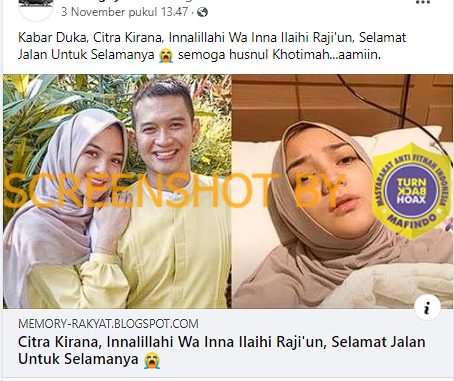 3 November pukul 13.47 ·
Kabar Duka, Citra Kirana, Innalillahi Wa Inna Ilaihi Raji'un, Selamat
Jalan Untuk Selamanya 😭 semoga husnul Khotimah...aamiin.
SCREENSHOT BY
MASYARAKAT ANTI FITNAH INDONESIA
TURN
BACK
HOAX
MAFINDO
i
MEMORY-RAKYAT.BLOGSPOT.COM
Citra Kirana, Innalillahi Wa Inna Ilaihi Raji'un, Selamat Jalan
Untuk Selamanya 😭